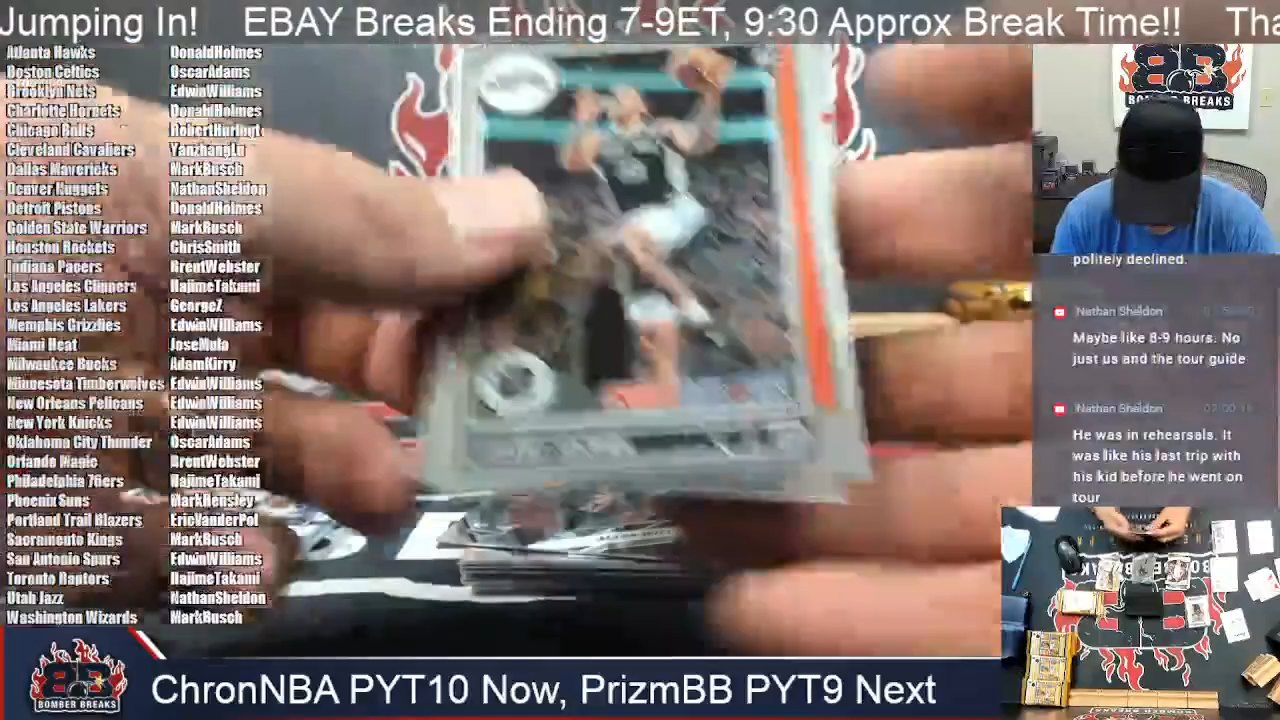 Jumping In! EBAY Breaks Ending 7-9ET, 9:30 Approx Break Time!! Tha
Atlanta Hawks DonaldHolmes
Boston Celtics OscarAdams
Brooklyn Nets EdwinWilliams
Charlotte Hornets DonaldHolmes
Chicago Bulls
Cleveland Cavaliers YanzhangLu
Dallas Mavericks MarkBusch
Denver Nuggets NathanSheldon
Detroit Pistons DonaldHolmes
Golden State Warriors MarkBusch
Houston Rockets ChrisSmith
Indiana Pacers BrentWebster
Los Angeles Clippers HajimeTakami
Los Angeles Lakers GeorgeZ
Memphis Grizzlies EdwinWilliams
Miami Heat JoseMulo
Milwaukee Bucks AdamKirry
Minnesota Timberwolves EdwinWilliams
New Orleans Pelicans EdwinWilliams
New York Knicks EdwinWilliams
Oklahoma City Thunder OscarAdams
Orlando Magic BrentWebster
Philadelphia 76ers HajimeTakami
Phoenix Suns MarkHensley
Portland Trail Blazers EricVanderPol
Sacramento Kings MarkBusch
San Antonio Spurs EdwinWilliams
Toronto Raptors HajimeTakami
Utah Jazz NathanSheldon
Washington Wizards MarkBusch
BOMBER BREAKS
politely declined.
Nathan Sheldon
Maybe like 8-9 hours. No
just us and the tour guide
Nathan Sheldon
He was in rehearsals. It
was like his last trip with
his kid before he went on
tour
BOMBER BREAKS
ChronNBA PYT10 Now, PrizmBB PYT9 Next